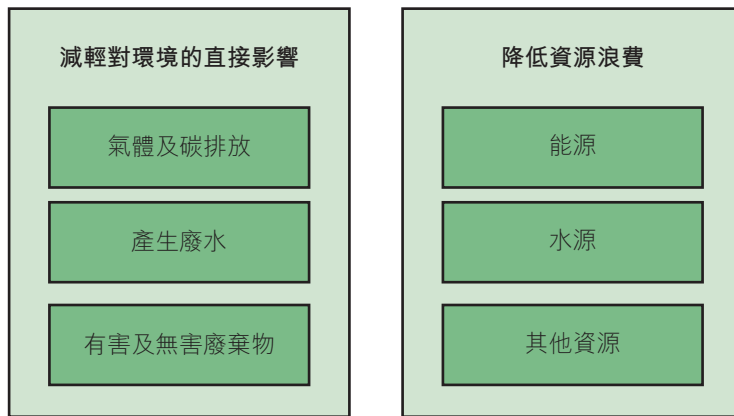 減輕對環境的直接影響
氣體及碳排放
產生廢水
有害及無害廢棄物
降低資源浪費
能源
水源
其他資源